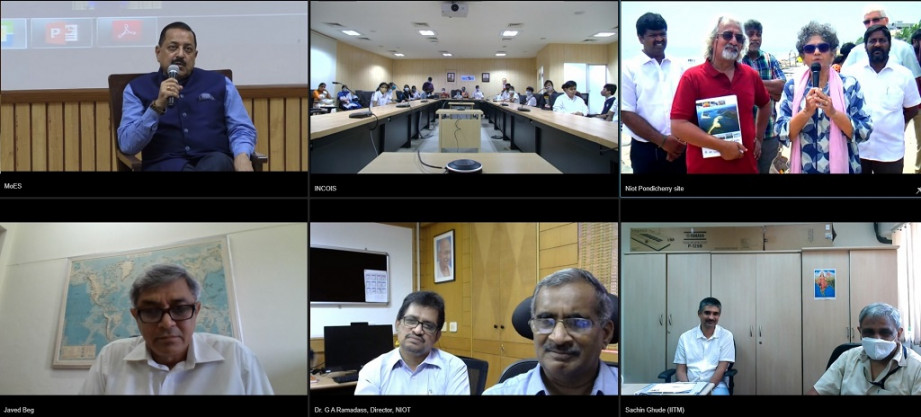 MoES
INCOIS
Niot Pondicherry site
Javed Beg
Dr. G A Ramadass, Director, NIOT
Sachin Ghude (IITM)